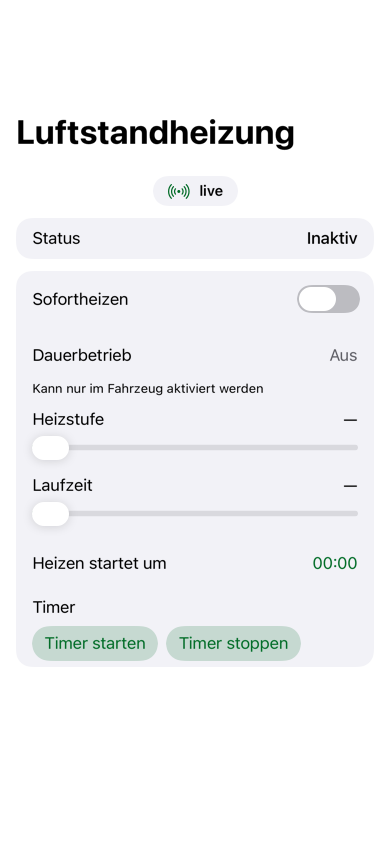 Luftstandheizung
live
Status Inaktiv
Sofortheizen
Dauerbetrieb Aus
Kann nur im Fahrzeug aktiviert werden
Heizstufe —
Laufzeit —
Heizen startet um 00:00
Timer
Timer starten Timer stoppen